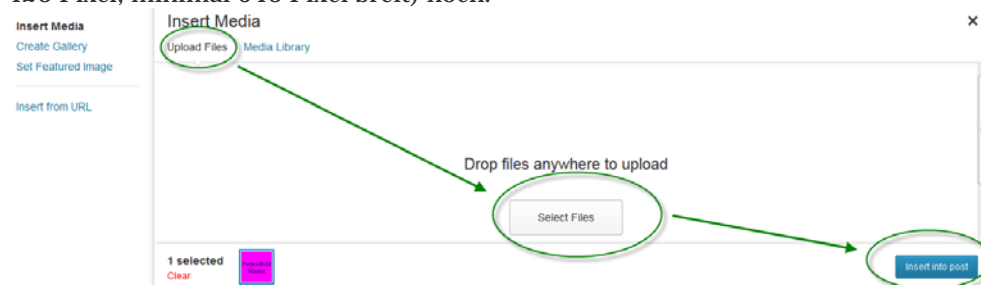 Insert Media
Create Gallery
Set Featured Image
Insert from URL
Insert Media
Upload Files Media Library
×
Drop files anywhere to upload
Select Files
1 selected
Clear
Insert into post